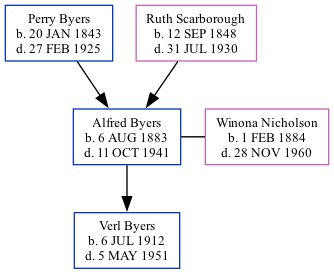 Perry Byers
b. 20 JAN 1843
d. 27 FEB 1925
Ruth Scarborough
b. 12 SEP 1848
d. 31 JUL 1930
Alfred Byers
b. 6 AUG 1883
d. 11 OCT 1941
Winona Nicholson
b. 1 FEB 1884
d. 28 NOV 1960
Verl Byers
b. 6 JUL 1912
d. 5 MAY 1951